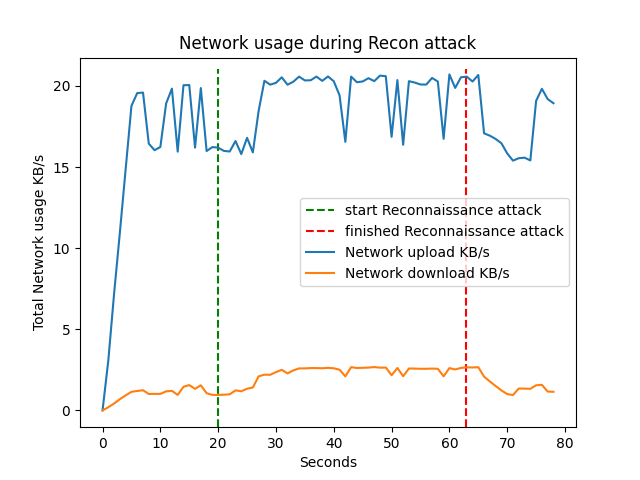 Network usage during Recon attack
Total Network usage KB/s
20
15
10
5
0
start Reconnaissance attack
finished Reconnaissance attack
Network upload KB/s
Network download KB/s
0 10 20 30 40 50 60 70 80
Seconds